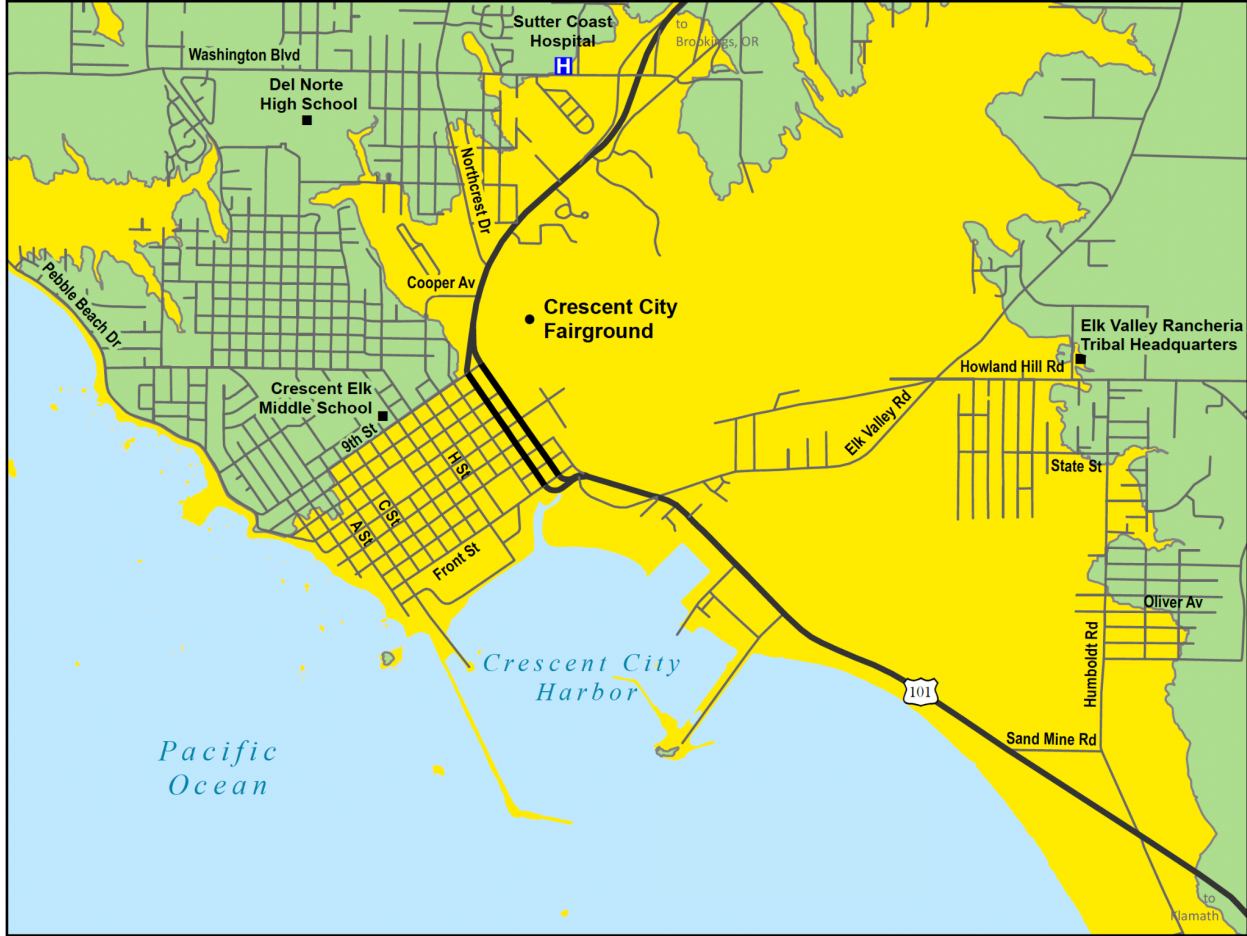 Sutter Coast
Hospital
to
Brookings, OR
Washington Blvd
H
Del Norte
High School
Northcrest Dr
Cooper Av
Pebble Beach Dr
Crescent City
Fairground
Elk Valley Rancheria
Tribal Headquarters
Howland Hill Rd
Crescent Elk
Middle School
9th St
Elk Valley Rd
H St
State St
C St
A St
Front St
Oliver Av
Crescent City
Harbor
Humboldt Rd
101
Sand Mine Rd
Pacific
Ocean
to
Klamath